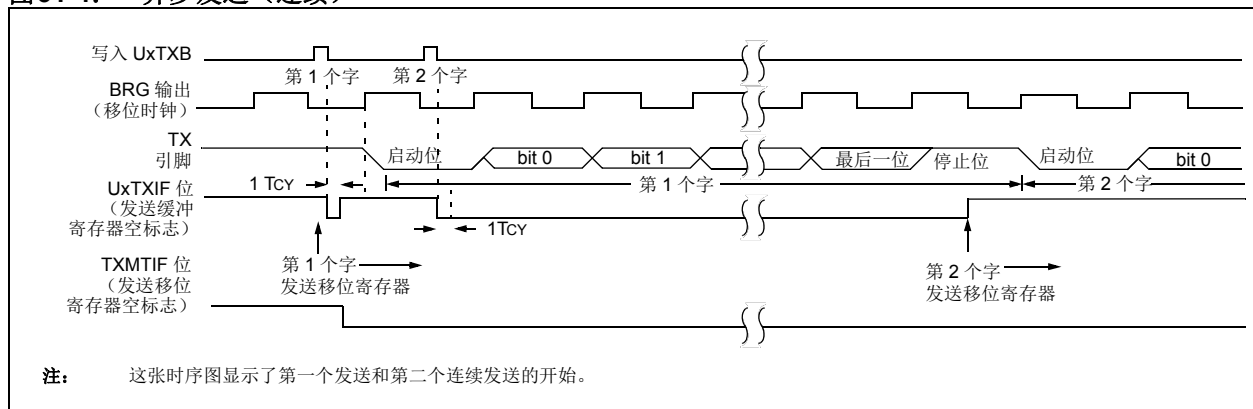 写入 UxTXB
第 1 个字 第 2 个字
BRG 输出
（移位时钟）
TX
引脚
启动位 bit 0 bit 1 最后一位 停止位 启动位 bit 0
1 TCY 第 1 个字 第 2 个字
UxTXIF 位
（发送缓冲
寄存器空标志）
1TCY
TXMTIF 位
（发送移位
寄存器空标志）
第 1 个字
发送移位寄存器
第 2 个字
发送移位寄存器
注： 这张时序图显示了第一个发送和第二个连续发送的开始。